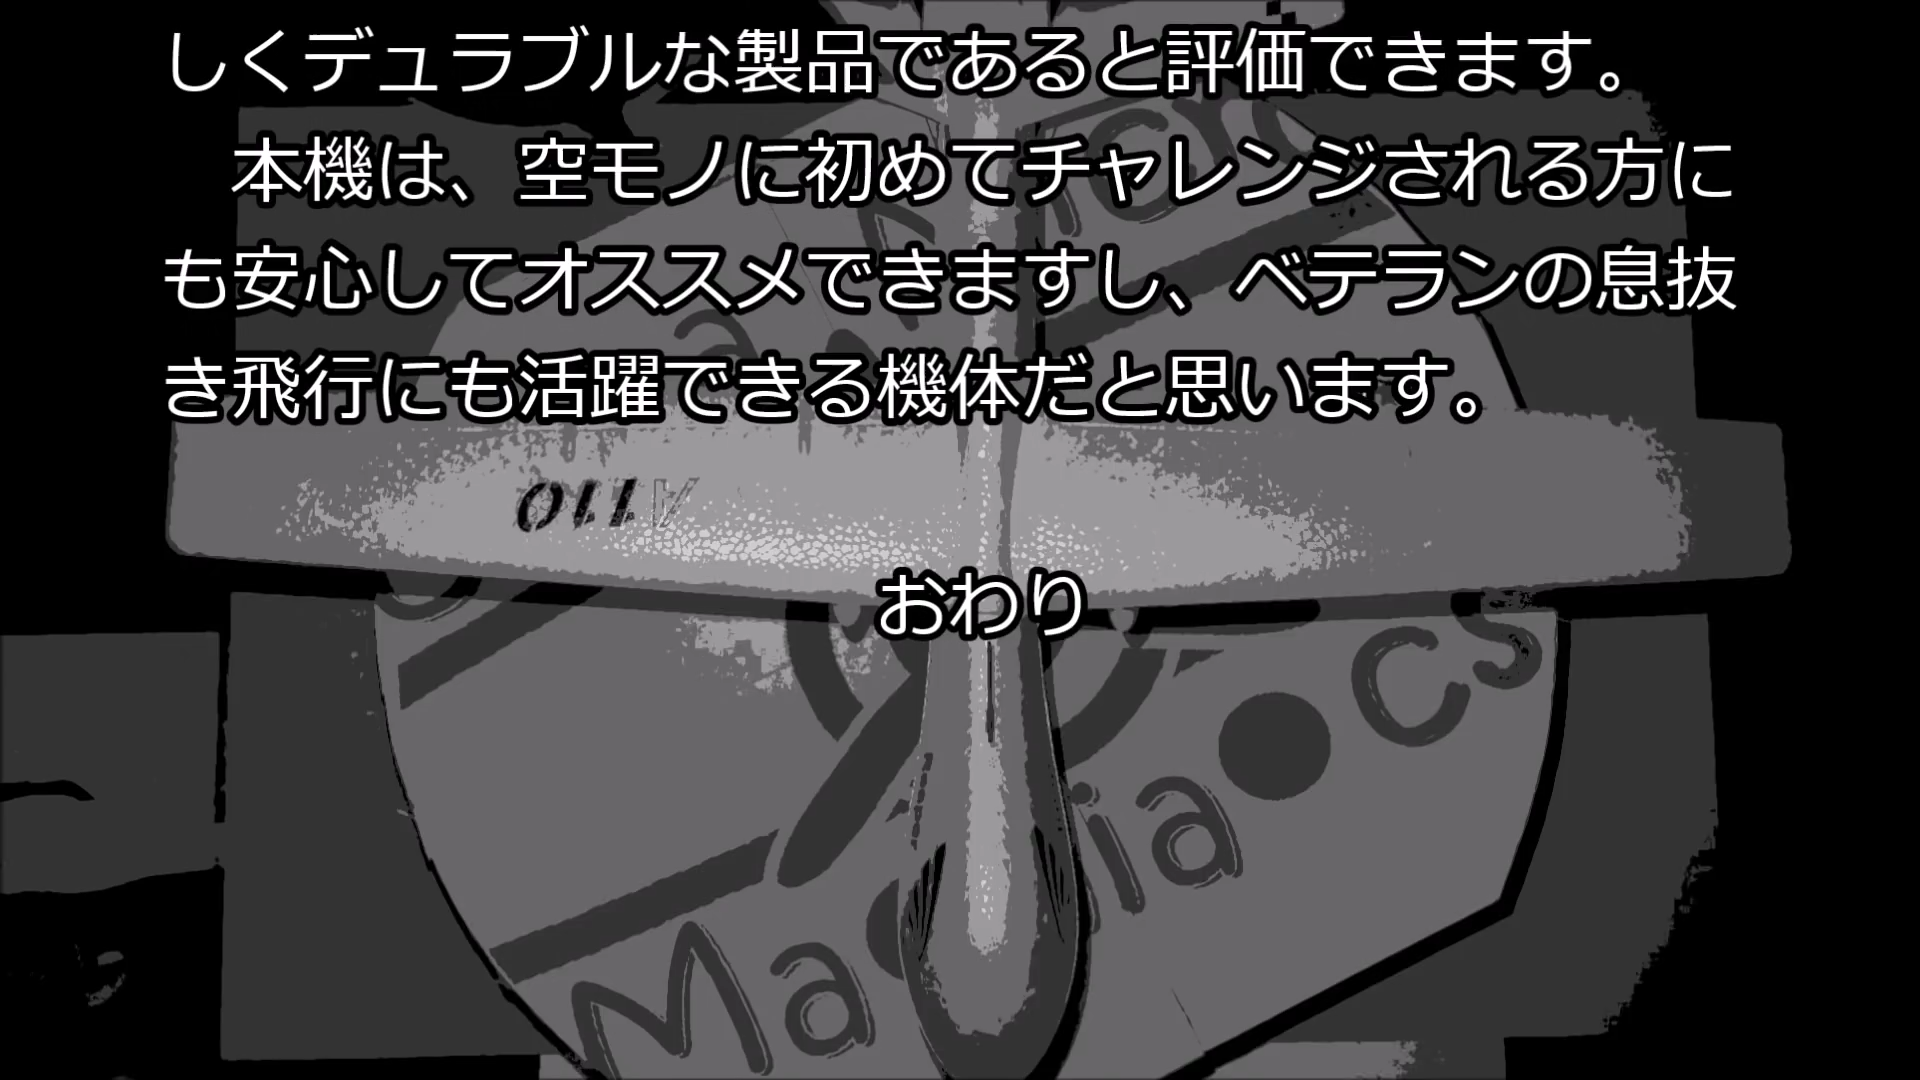 しくデュラブルな製品であると評価できます。
　本機は、空モノに初めてチャレンジされる方に
も安心してオススメできますし、ベテランの息抜
き飛行にも活躍できる機体だと思います。
A110
おわり